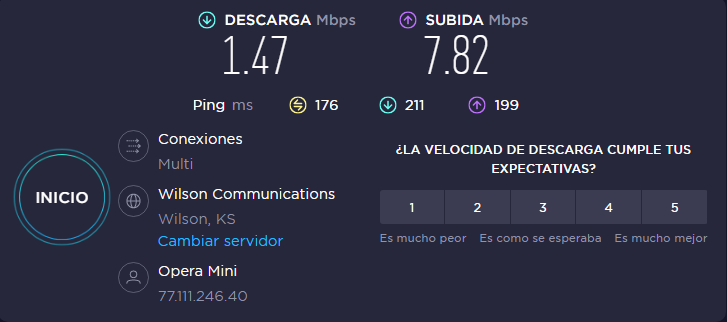 DESCARGA Mbps
SUBIDA Mbps
1.47
7.82
Ping ms 176 211 199
Conexiones
Multi
¿LA VELOCIDAD DE DESCARGA CUMPLE TUS
EXPECTATIVAS?
INICIO
Wilson Communications
Wilson, KS
Cambiar servidor
1 2 3 4 5
Es mucho peor Es como se esperaba Es mucho mejor
Opera Mini
77.111.246.40